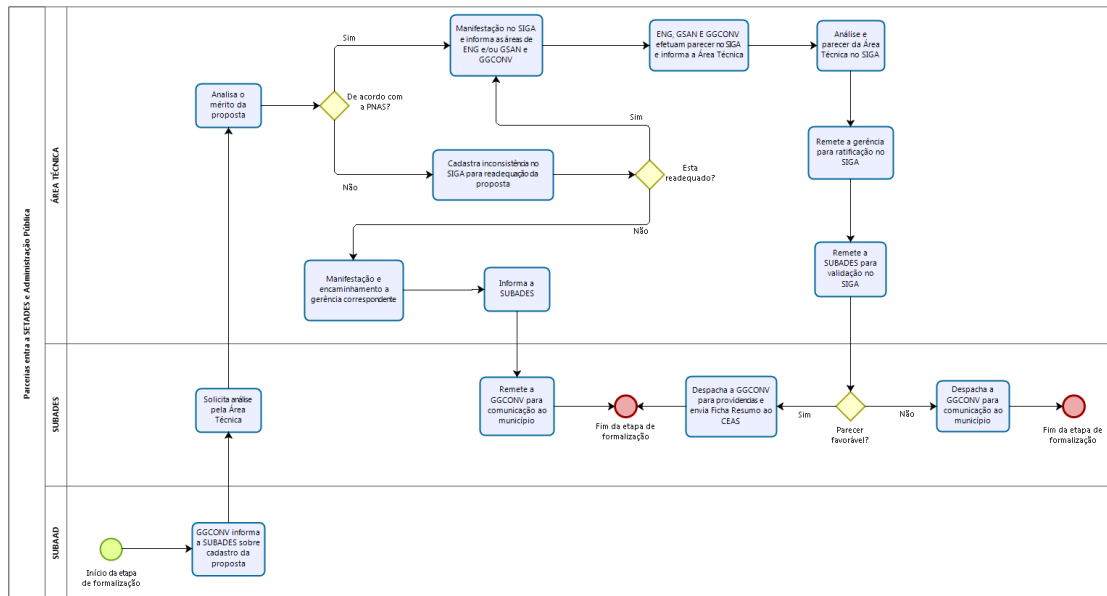 Parcerias entra a SETADES e Administração Pública
ÁREA TÉCNICA
Analisa o
mérito da
proposta
De acordo com
a PNAS?
Sim
Não
Manifestação no SIGA
e informa as áreas de
ENG e/ou GSAN e
GGCONV
ENG, GSAN E GGCONV
efetuam parecer no SIGA
e informa a Área Técnica
Análise e
parecer da Área
Técnica no SIGA
Cadastra inconsistência no
SIGA para readequação da
proposta
Sim
Esta
readequado?
Não
Remete a gerência
para ratificação no
SIGA
Manifestação e
encaminhamento a
gerência correspondente
Informa a
SUBADES
Remete a
SUBADES para
validação no
SIGA
SUBADES
Solicita análise
pela Área
Técnica
Remete a
GGCONV para
comunicação ao
município
Fim da etapa de
formalização
Despacha a GGCONV
para providencias e
envia Ficha Resumo ao
CEAS
Sim
Parecer
favorável?
Não
Despacha a
GGCONV para
comunicação ao
município
Fim da etapa de
formalização
SUBAAD
Início da etapa
de formalização
GGCONV informa
a SUBADES sobre
cadastro da
proposta